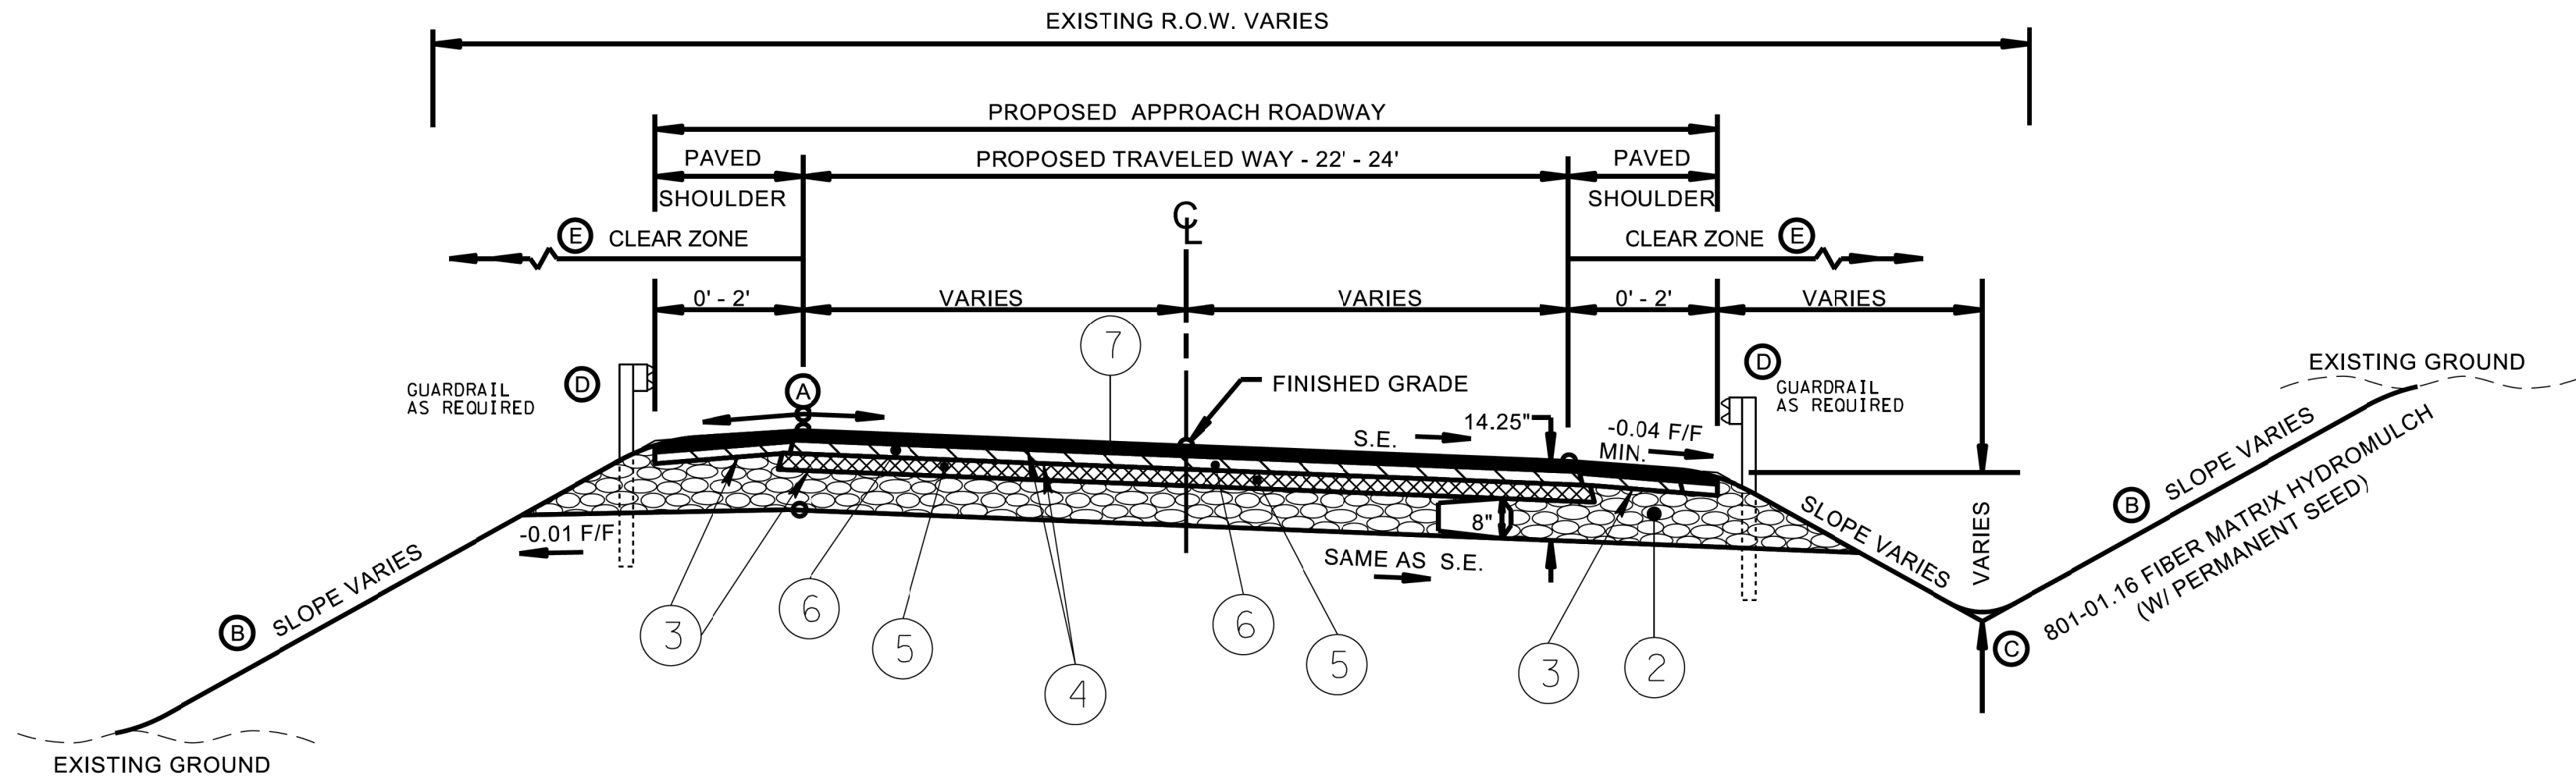 EXISTING R.O.W. VARIES
PROPOSED APPROACH ROADWAY
PAVED
SHOULDER
PROPOSED TRAVELED WAY - 22' - 24'
PAVED
SHOULDER
E CLEAR ZONE
CL
CLEAR ZONE E
0' - 2'
VARIES
VARIES
0' - 2'
VARIES
7
GUARDRAIL
AS REQUIRED
D
A
FINISHED GRADE
14.25"
S.E.
-0.04 F/F
MIN.
D
GUARDRAIL
AS REQUIRED
EXISTING GROUND
B SLOPE VARIES
801-01.16 FIBER MATRIX HYDROMULCH
(W/ PERMANENT SEED)
-0.01 F/F
8"
SAME AS S.E.
SLOPE VARIES
VARIES
C
B SLOPE VARIES
3
6
5
4
6
5
3
2
EXISTING GROUND